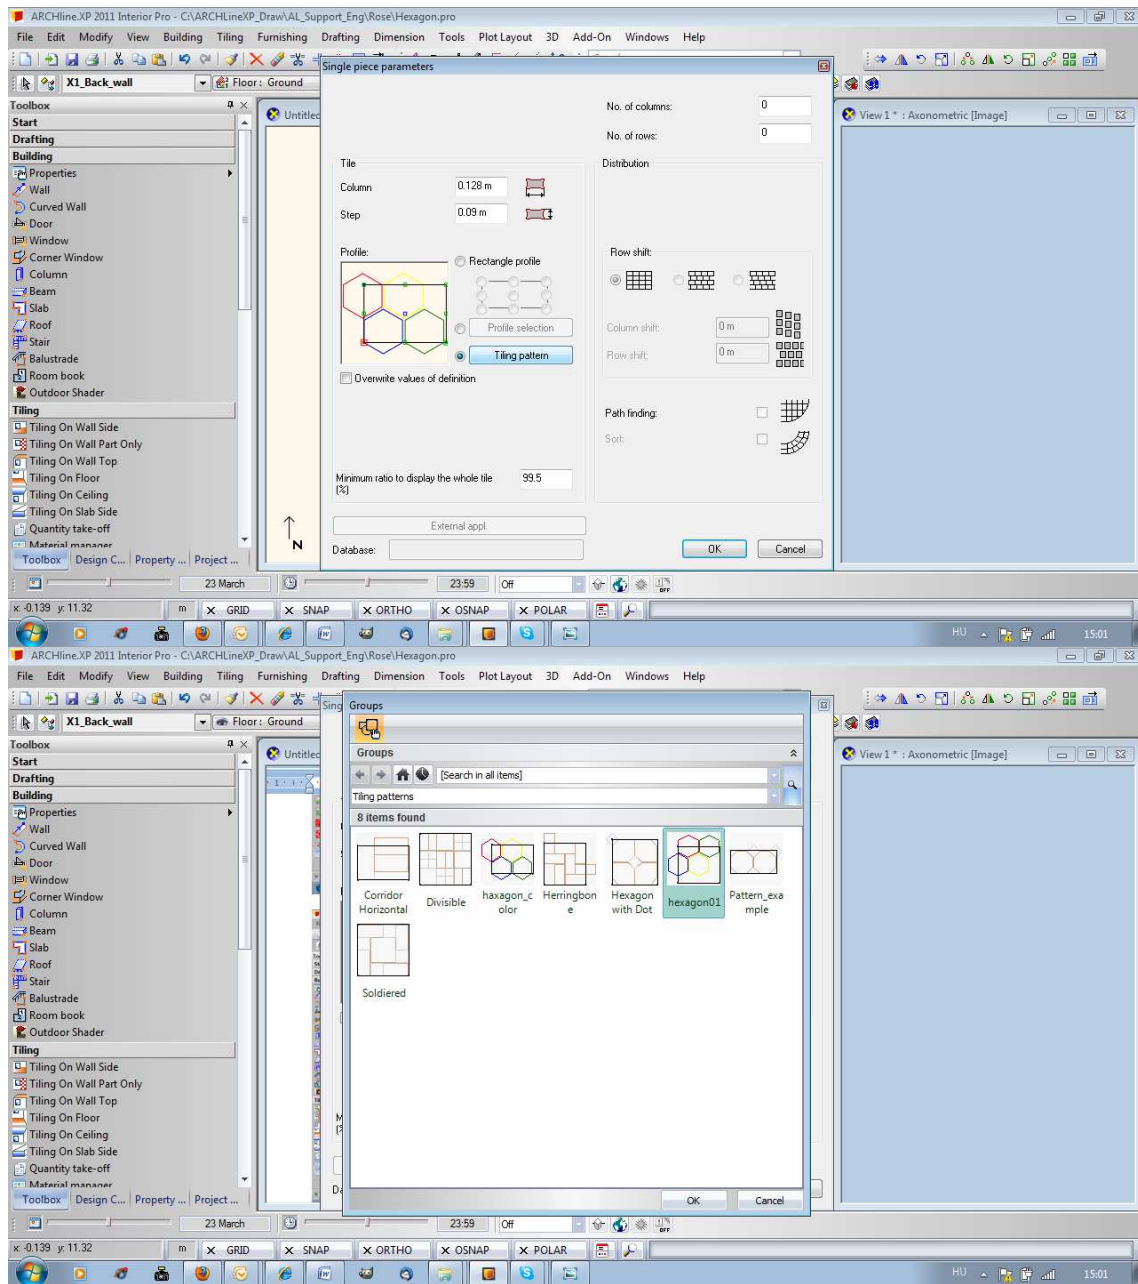 ARCHline.XP 2011 Interior Pro - C:\ARCHLineXP_Draw\AL_Support_Eng\Rose\Hexagon.pro
File Edit Modify View Building Tiling Furnishing Drafting Dimension Tools Plot Layout 3D Add-On Windows Help
X1_Back_wall Floor: Ground
Toolbox
Start
Drafting
Building
Properties
Wall
Curved Wall
Door
Window
Corner Window
Column
Beam
Slab
Roof
Stair
Balustrade
Room book
Outdoor Shader
Tiling
Tiling On Wall Side
Tiling On Wall Part Only
Tiling On Wall Top
Tiling On Floor
Tiling On Ceiling
Tiling On Slab Side
Quantity take-off
Material manager
Toolbox Design C... Property ... Project ...
Untitled
N
Single piece parameters
No. of columns: 0
No. of rows: 0
Tile
Column 0.128 m
Step 0.09 m
Profile:
Rectangle profile
Profile selection
Tiling pattern
Overwrite values of definition
Minimum ratio to display the whole tile (%) 99.5
External appl.
Database:
Distribution
Row shift:
Column shift: 0 m
Row shift: 0 m
Path finding:
Sort:
OK Cancel
View 1 * : Axonometric [Image]
23 March 23:59 Off
x: -0.139 y: 11.32 m GRID SNAP ORTHO OSNAP POLAR
HU 15:01
ARCHline.XP 2011 Interior Pro - C:\ARCHLineXP_Draw\AL_Support_Eng\Rose\Hexagon.pro
File Edit Modify View Building Tiling Furnishing Drafting Dimension Tools Plot Layout 3D Add-On Windows Help
X1_Back_wall Floor: Ground
Toolbox
Start
Drafting
Building
Properties
Wall
Curved Wall
Door
Window
Corner Window
Column
Beam
Slab
Roof
Stair
Balustrade
Room book
Outdoor Shader
Tiling
Tiling On Wall Side
Tiling On Wall Part Only
Tiling On Wall Top
Tiling On Floor
Tiling On Ceiling
Tiling On Slab Side
Quantity take-off
Material manager
Toolbox Design C... Property ... Project ...
Untitled
Sing
Groups
Groups
[Search in all items]
Tiling patterns
8 items found
Corridor Horizontal
Divisible
haxagon_color
Herringbone
Hexagon with Dot
hexagon01
Pattern_example
Soldiered
OK Cancel
View 1 * : Axonometric [Image]
23 March 23:59 Off
x: -0.139 y: 11.32 m GRID SNAP ORTHO OSNAP POLAR
HU 15:01